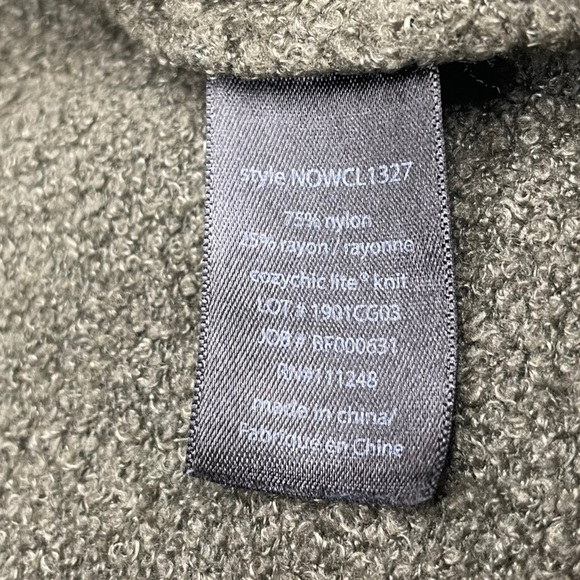 style NOWCL1327
75% nylon
25% rayon / rayonne
cozychic lite® knit
LOT # 1901CG03
JOB # BF000631
RN#111248
made in china/
Fabriqué en Chine